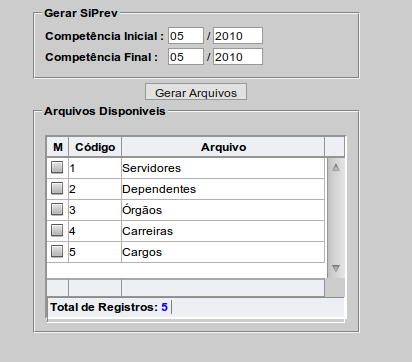 Gerar SiPrev
Competência Inicial : 05 / 2010
Competência Final : 05 / 2010
Gerar Arquivos
Arquivos Disponiveis
M Código Arquivo
1 Servidores
2 Dependentes
3 Órgãos
4 Carreiras
5 Cargos
Total de Registros: 5